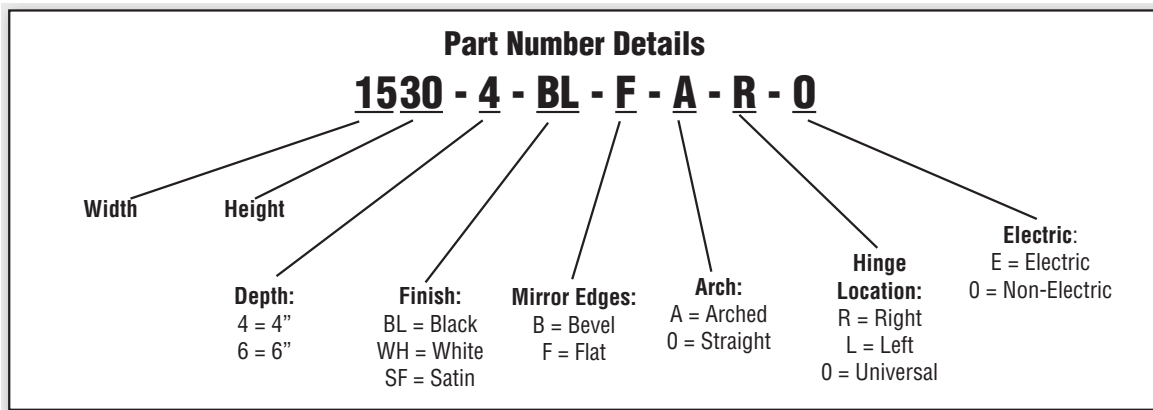 Part Number Details
1530 - 4 - BL - F - A - R - 0
Width
Height
Depth:
4 = 4”
6 = 6”
Finish:
BL = Black
WH = White
SF = Satin
Mirror Edges:
B = Bevel
F = Flat
Arch:
A = Arched
0 = Straight
Hinge
Location:
R = Right
L = Left
0 = Universal
Electric:
E = Electric
0 = Non-Electric